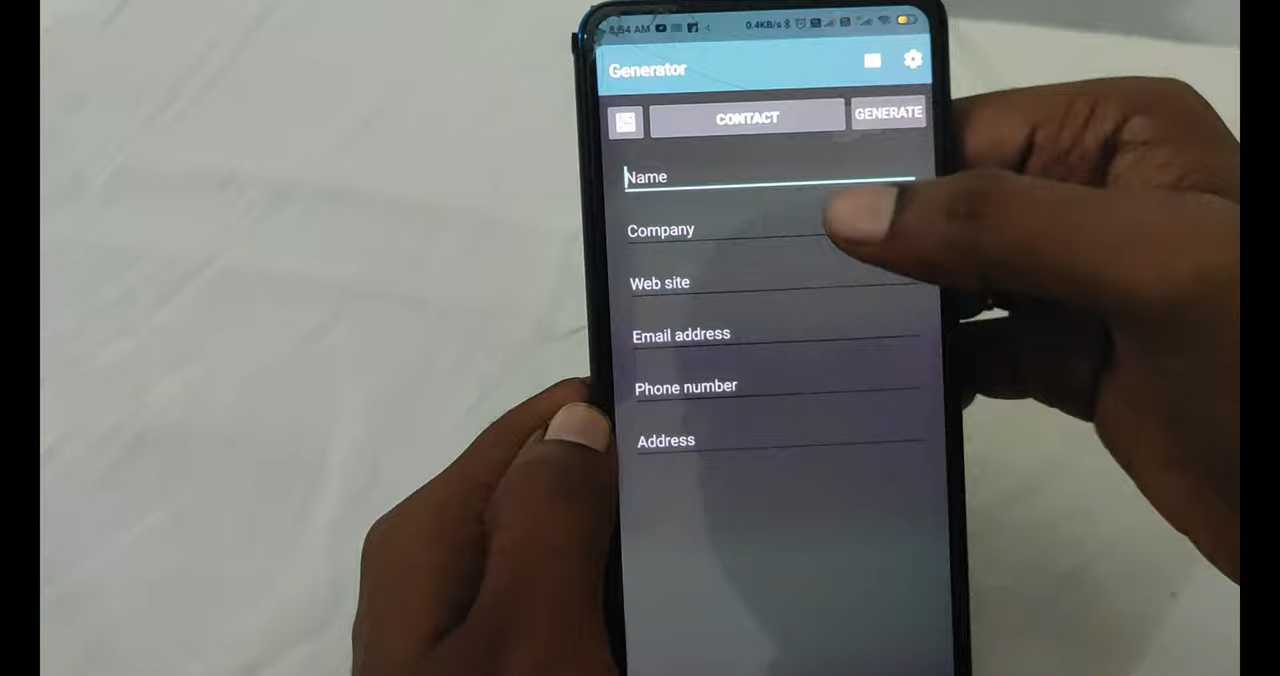 8:54 AM 0.4KB/s
Generator
CONTACT GENERATE
Name
Company
Web site
Email address
Phone number
Address